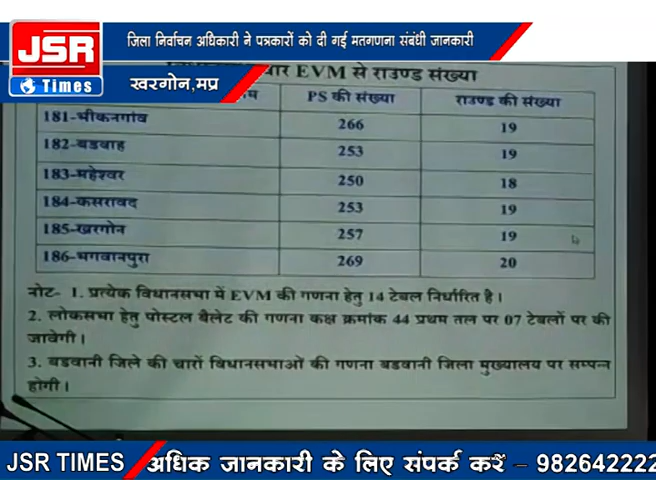 JSR
Times
जिला निर्वाचन अधिकारी ने पत्रकारों को दी गई मतगणना संबंधी जानकारी
खरगोन,मप्र
वार EVM से राउण्ड संख्या
PS की संख्या राउण्ड की संख्या
181-भीकनगांव 266 19
182-बडवाह 253 19
183-महेश्वर 250 18
184-कसरावद 253 19
185-खरगोन 257 19
186-भगवानपुरा 269 20
नोट- 1. प्रत्येक विधानसभा में EVM की गणना हेतु 14 टेबल निर्धारित है।
2. लोकसभा हेतु पोस्टल बैलेट की गणना कक्ष क्रमांक 44 प्रथम तल पर 07 टेबलों पर की
जावेगी।
3. बडवानी जिले की चारों विधानसभाओं की गणना बडवानी जिला मुख्यालय पर सम्पन्न
होगी।
JSR TIMES अधिक जानकारी के लिए संपर्क करें - 982642222